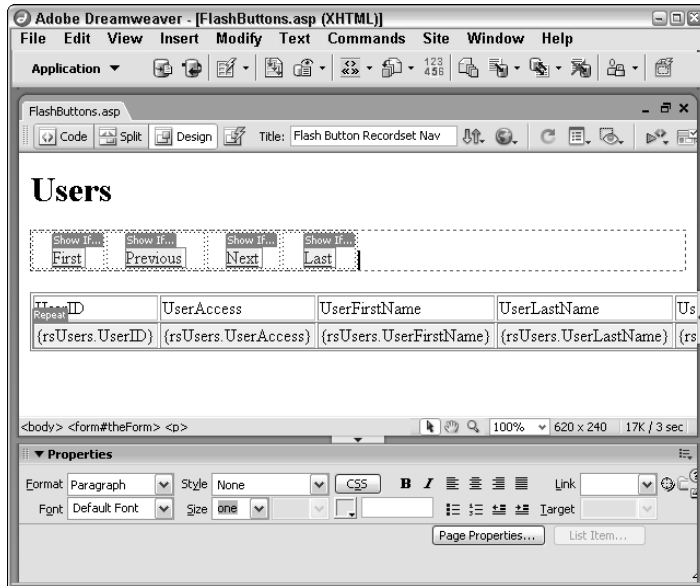 Adobe Dreamweaver - [FlashButtons.asp (XHTML)]
File Edit View Insert Modify Text Commands Site Window Help
Application
123
456
FlashButtons.asp
Code Split Design Title: Flash Button Recordset Nav
Users
Show If... Show If... Show If... Show If...
First Previous Next Last
UserID UserAccess UserFirstName UserLastName Us
Repeat
{rsUsers.UserID} {rsUsers.UserAccess} {rsUsers.UserFirstName} {rsUsers.UserLastName} {rs
<body> <form#theForm> <p> 100% 620 x 240 17K / 3 sec
Properties
Format Paragraph Style None CSS B I Link
Font Default Font Size one Target
Page Properties... List Item...